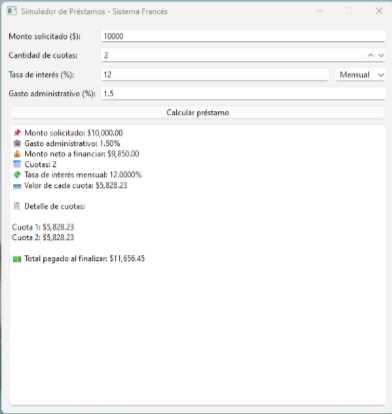 Simulador de Préstamos - Sistema Francés
Monto solicitado ($): 10000
Cantidad de cuotas: 2
Tasa de interés (%): 12 Mensual
Gasto administrativo (%): 1.5
Calcular préstamo
📌 Monto solicitado: $10,000.00
🏦 Gasto administrativo: 1.50%
💰 Monto neto a financiar: $9,850.00
📅 Cuotas: 2
💸 Tasa de interés mensual: 12.0000%
💳 Valor de cada cuota: $5,828.23
🧾 Detalle de cuotas:
Cuota 1: $5,828.23
Cuota 2: $5,828.23
💵 Total pagado al finalizar: $11,656.45